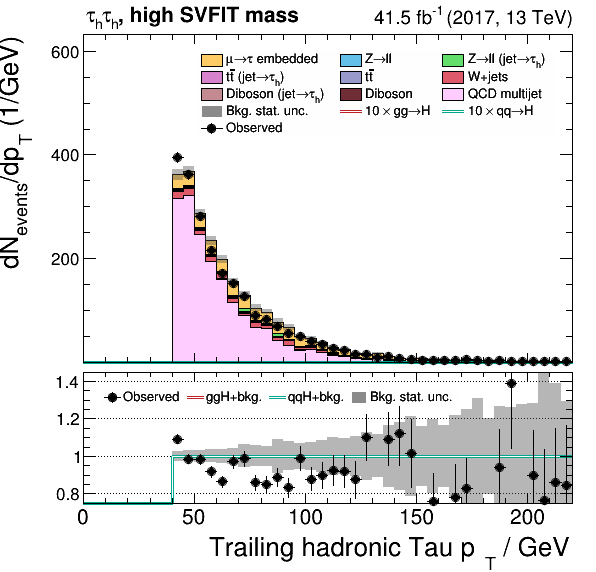 τhτh, high SVFIT mass 41.5 fb-1 (2017, 13 TeV)
dNevents/dpT (1/GeV)
600
400
200
μ→τ embedded Z→ll Z→ll (jet→τh)
tt̄ (jet→τh) tt̄ W+jets
Diboson (jet→τh) Diboson QCD multijet
Bkg. stat. unc. 10 × gg→H 10 × qq→H
Observed
1.4
1.2
1
0.8
Observed ggH+bkg. qqH+bkg. Bkg. stat. unc.
0 50 100 150 200
Trailing hadronic Tau p T / GeV